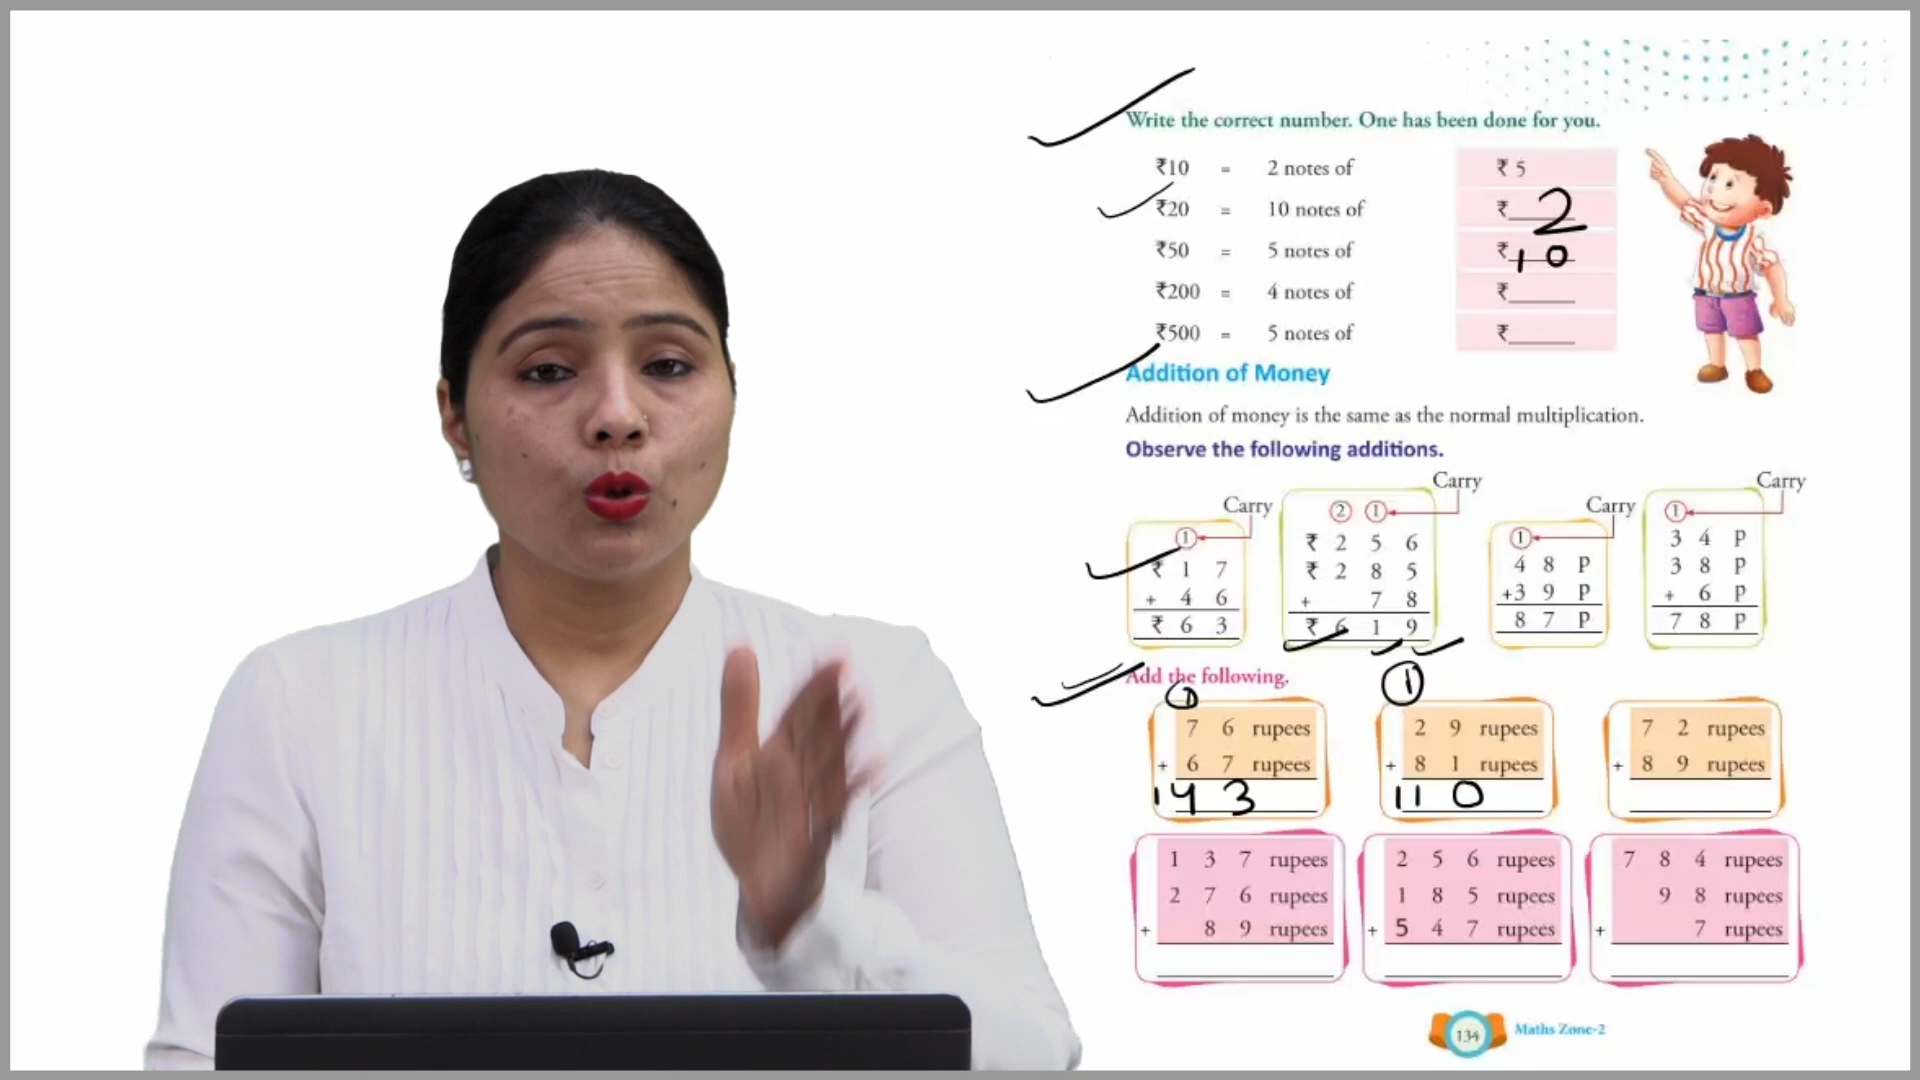 Write the correct number. One has been done for you.
₹10 = 2 notes of ₹ 5
₹20 = 10 notes of ₹ 2
₹50 = 5 notes of ₹ 10
₹200 = 4 notes of ₹
₹500 = 5 notes of ₹
Addition of Money
Addition of money is the same as the normal multiplication.
Observe the following additions.
Carry
1
₹ 1 7
+ 4 6
₹ 6 3
Carry
2 1
₹ 2 5 6
₹ 2 8 5
+ 7 8
₹ 6 1 9
Carry
1
4 8 P
+3 9 P
8 7 P
Carry
1
3 4 P
3 8 P
+ 6 P
7 8 P
Add the following.
1
7 6 rupees
+ 6 7 rupees
1 4 3
1
2 9 rupees
+ 8 1 rupees
11 0
7 2 rupees
+ 8 9 rupees
1 3 7 rupees
2 7 6 rupees
+ 8 9 rupees
2 5 6 rupees
1 8 5 rupees
+ 5 4 7 rupees
7 8 4 rupees
9 8 rupees
+ 7 rupees
134 Maths Zone-2